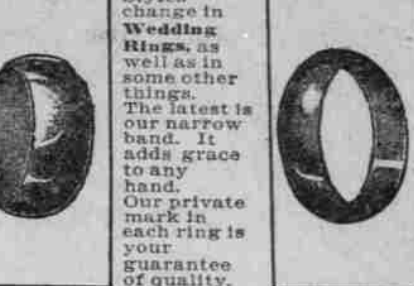 change in
Wedding
Rings, as
well as in
some other
things.
The latest is
our narrow
band. It
adds grace
to any
hand.
Our private
mark in
each ring is
your
guarantee
of quality.